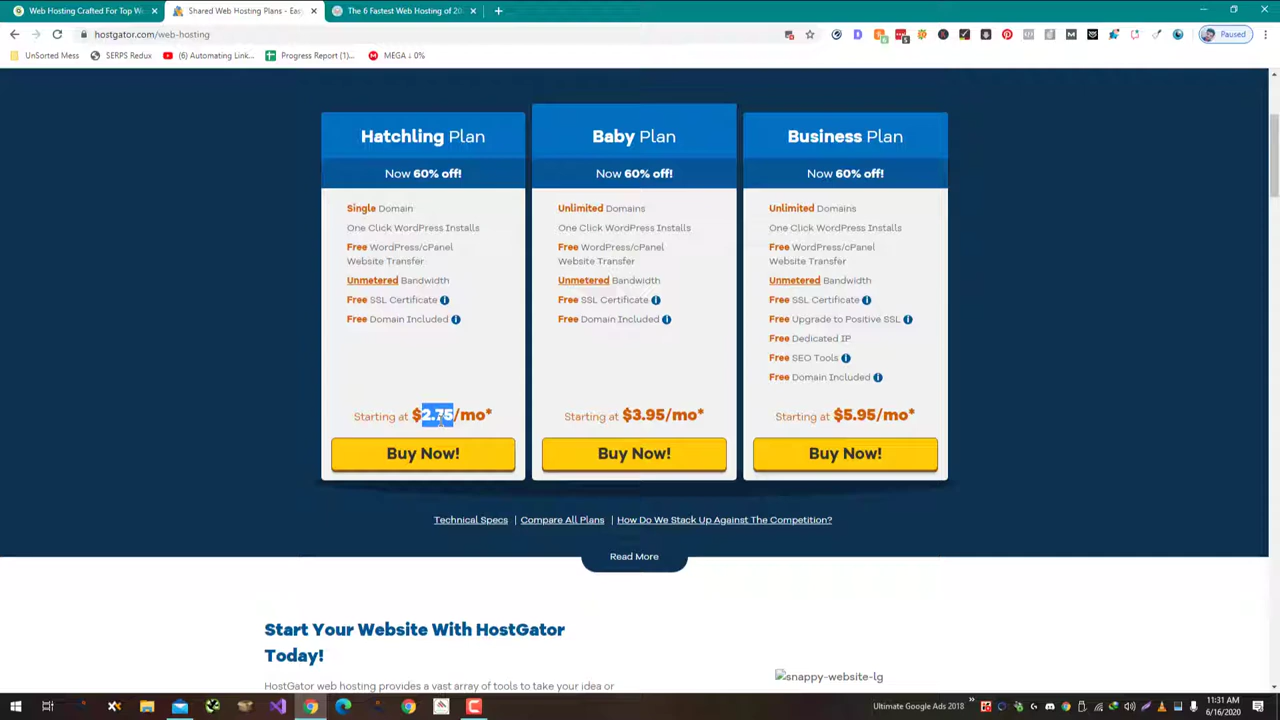 Web Hosting Crafted For Top We
Shared Web Hosting Plans - Eas
The 6 Fastest Web Hosting of 20
hostgator.com/web-hosting
Paused
UnSorted Mess
SERPS Redux
(6) Automating Link...
Progress Report (1)...
MEGA ↓ 0%
Hatchling Plan
Now 60% off!
Single Domain
One Click WordPress Installs
Free WordPress/cPanel
Website Transfer
Unmetered Bandwidth
Free SSL Certificate
Free Domain Included
Starting at $2.75/mo*
Buy Now!
Baby Plan
Now 60% off!
Unlimited Domains
One Click WordPress Installs
Free WordPress/cPanel
Website Transfer
Unmetered Bandwidth
Free SSL Certificate
Free Domain Included
Starting at $3.95/mo*
Buy Now!
Business Plan
Now 60% off!
Unlimited Domains
One Click WordPress Installs
Free WordPress/cPanel
Website Transfer
Unmetered Bandwidth
Free SSL Certificate
Free Upgrade to Positive SSL
Free Dedicated IP
Free SEO Tools
Free Domain Included
Starting at $5.95/mo*
Buy Now!
Technical Specs | Compare All Plans | How Do We Stack Up Against The Competition?
Read More
Start Your Website With HostGator
Today!
HostGator web hosting provides a vast array of tools to take your idea or
snappy-website-lg
Ultimate Google Ads 2018
11:31 AM
6/16/2020